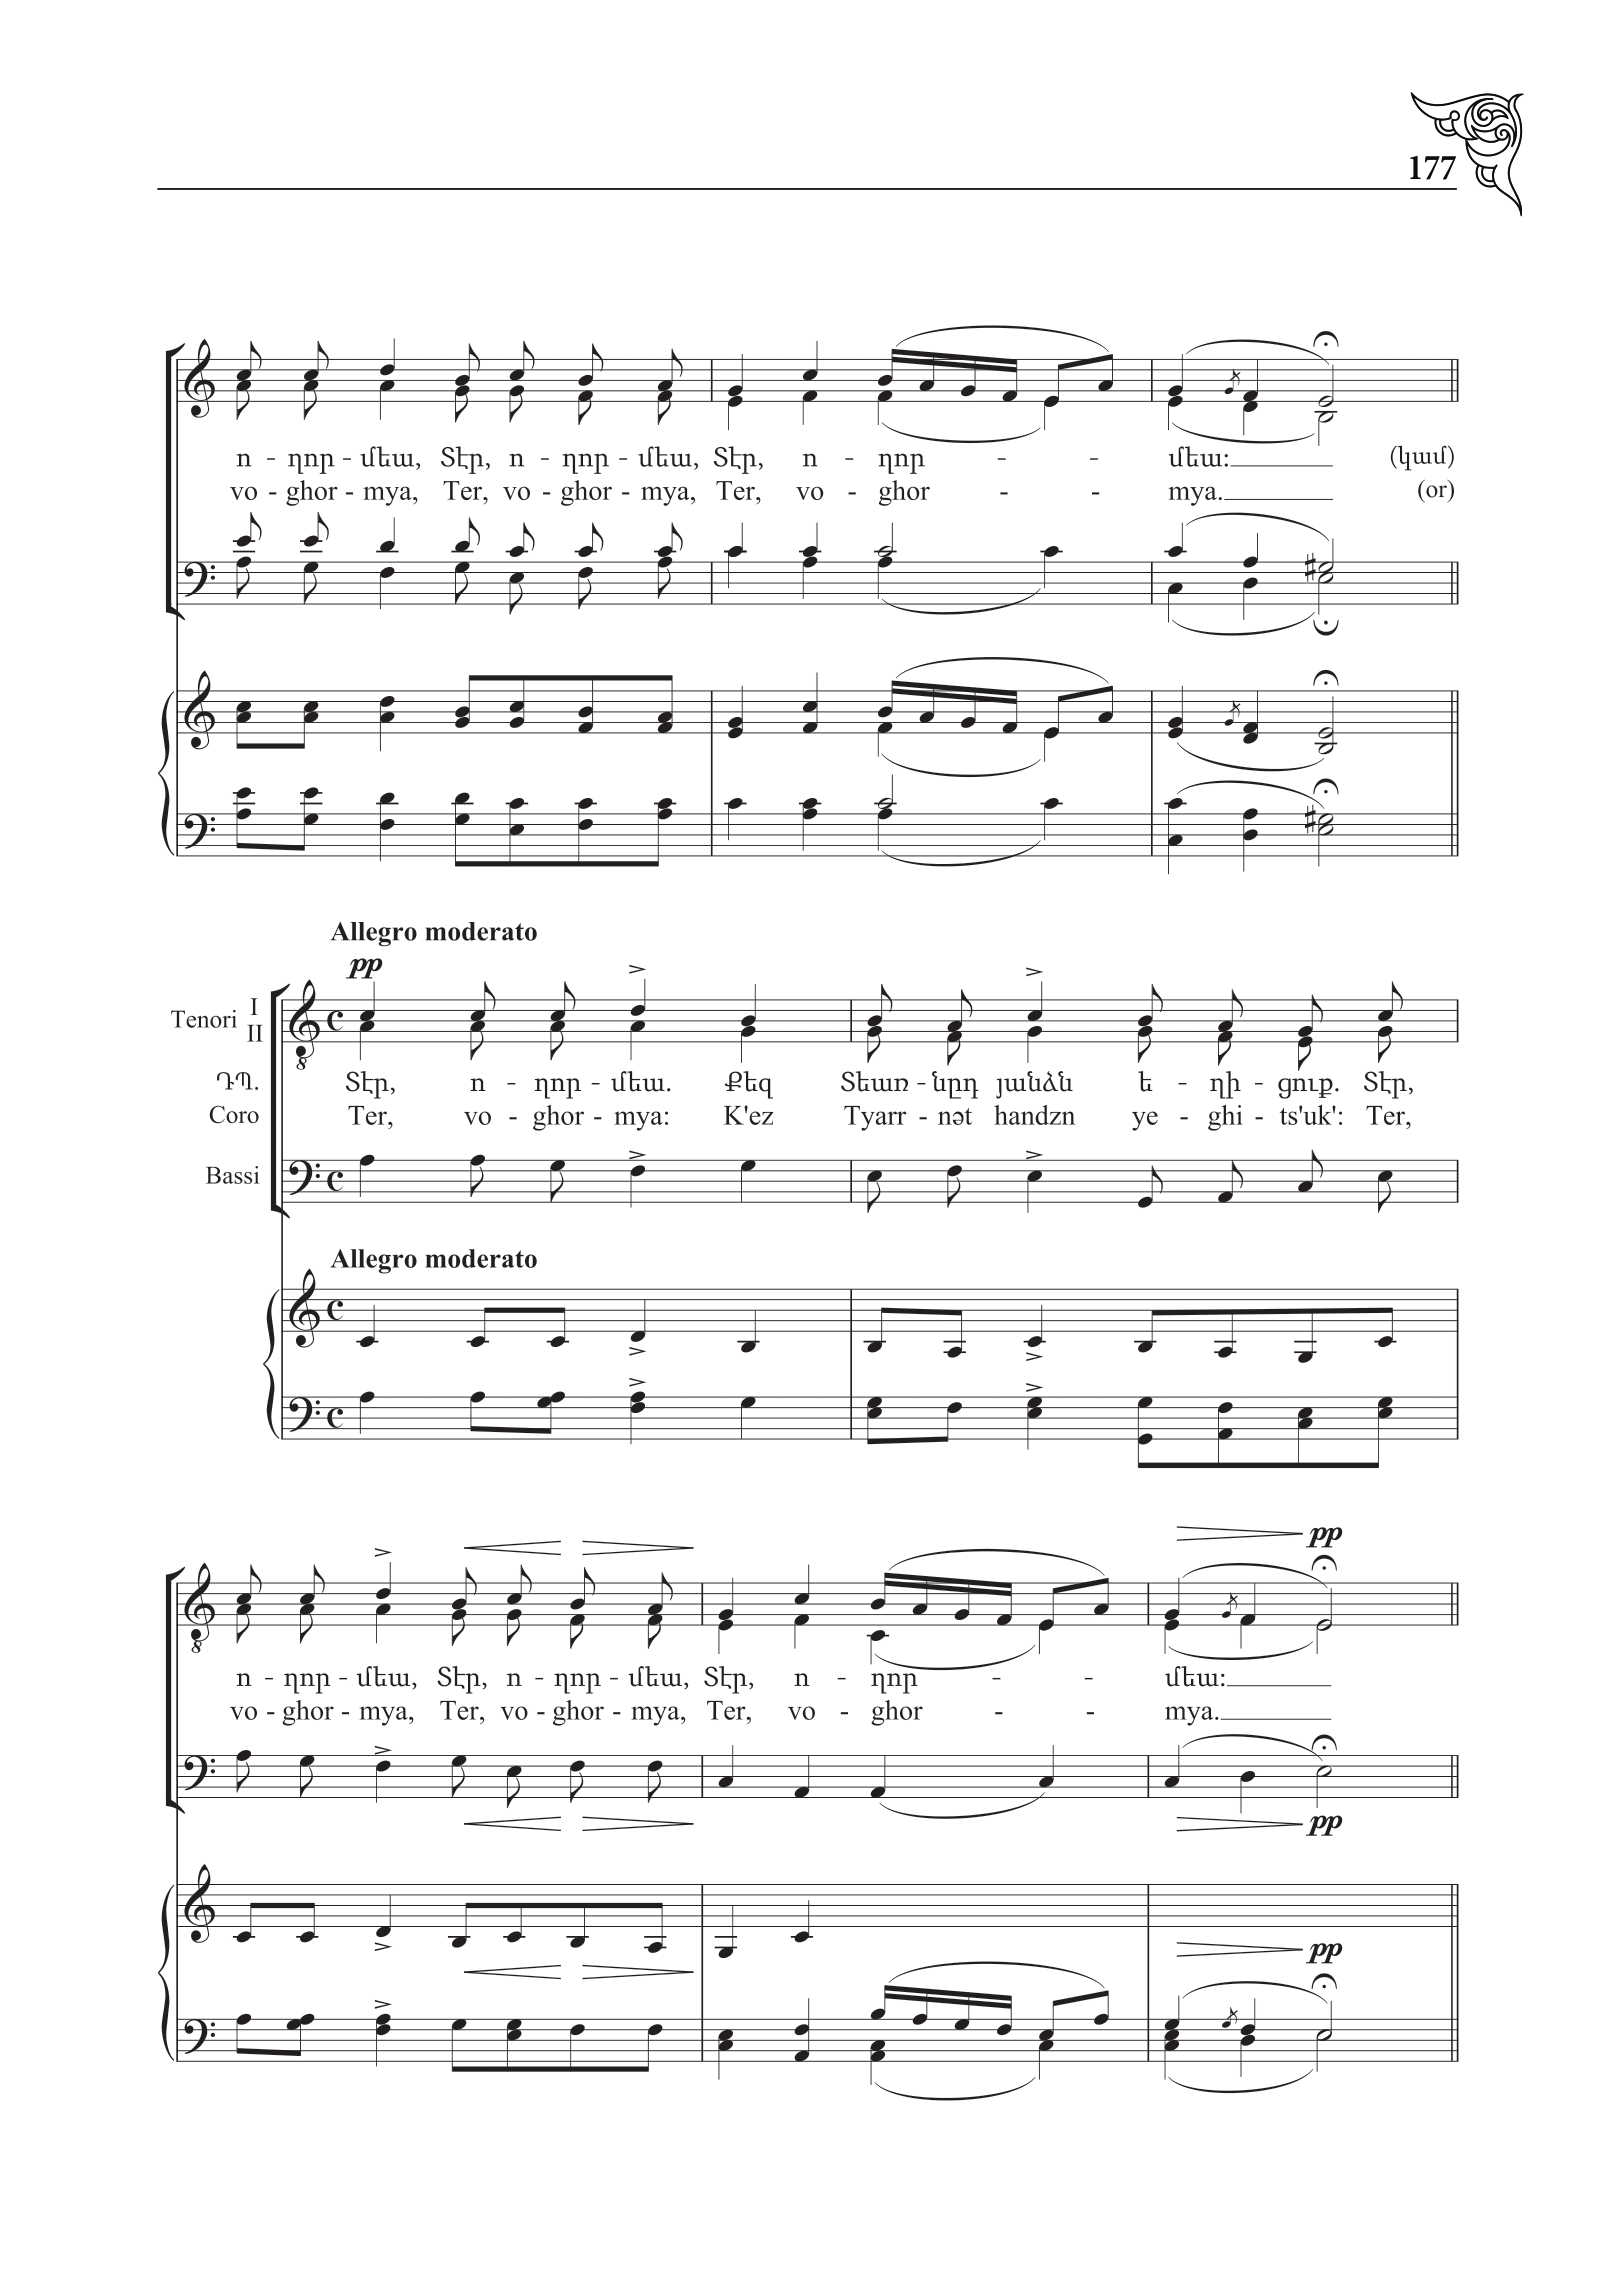 177
ո - ղոր - մեա, Տէր, ո - ղոր - մեա, Տէր, ո - ղոր - - մեա: (կամ)
vo - ghor - mya, Ter, vo - ghor - mya, Ter, vo - ghor - - mya. (or)
Allegro moderato
pp
Tenori I
II
ԴՊ. Տէր, ո - ղոր - մեա. Քեզ Տեառ - նըդ յանձն ե - ղի - ցուք. Տէր,
Coro Ter, vo - ghor - mya: K'ez Tyarr - nət handzn ye - ghi - ts'uk': Ter,
Bassi
Allegro moderato
pp
ո - ղոր - մեա, Տէր, ո - ղոր - մեա, Տէր, ո - ղոր - - մեա:
vo - ghor - mya, Ter, vo - ghor - mya, Ter, vo - ghor - - mya.
pp
pp